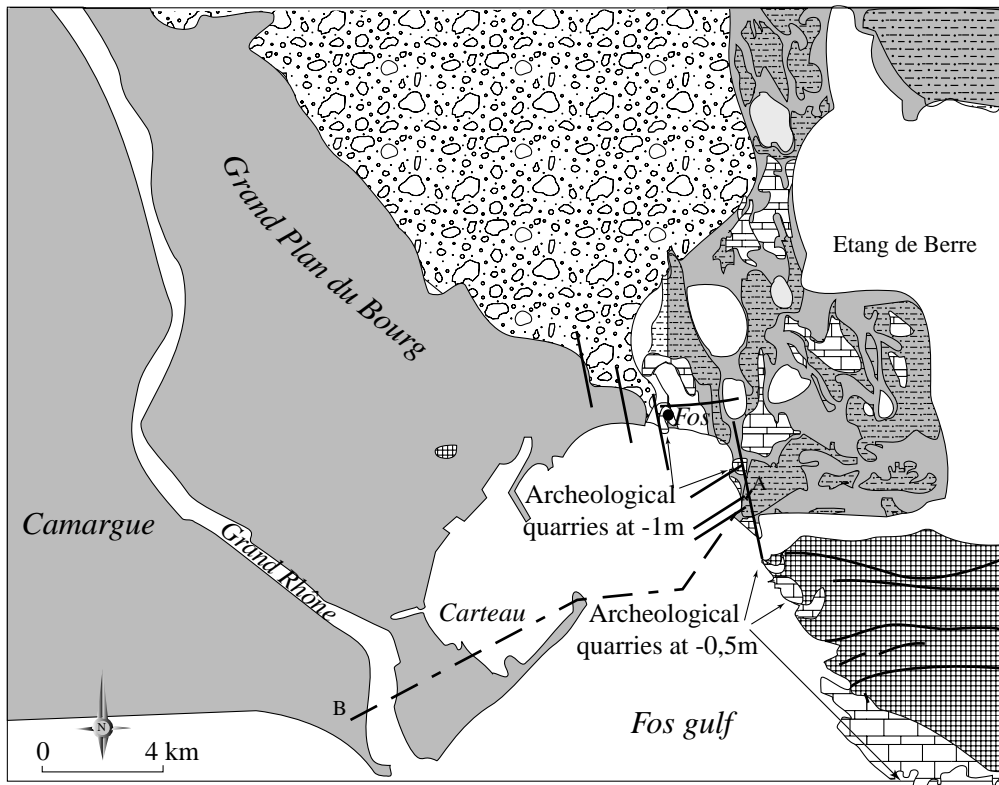 Grand Plan du Bourg
Etang de Berre
Fos
Archeological
quarries at -1m
A
Camargue
Grand Rhône
Carteau
Archeological
quarries at -0,5m
B
Fos gulf
N
0 4 km